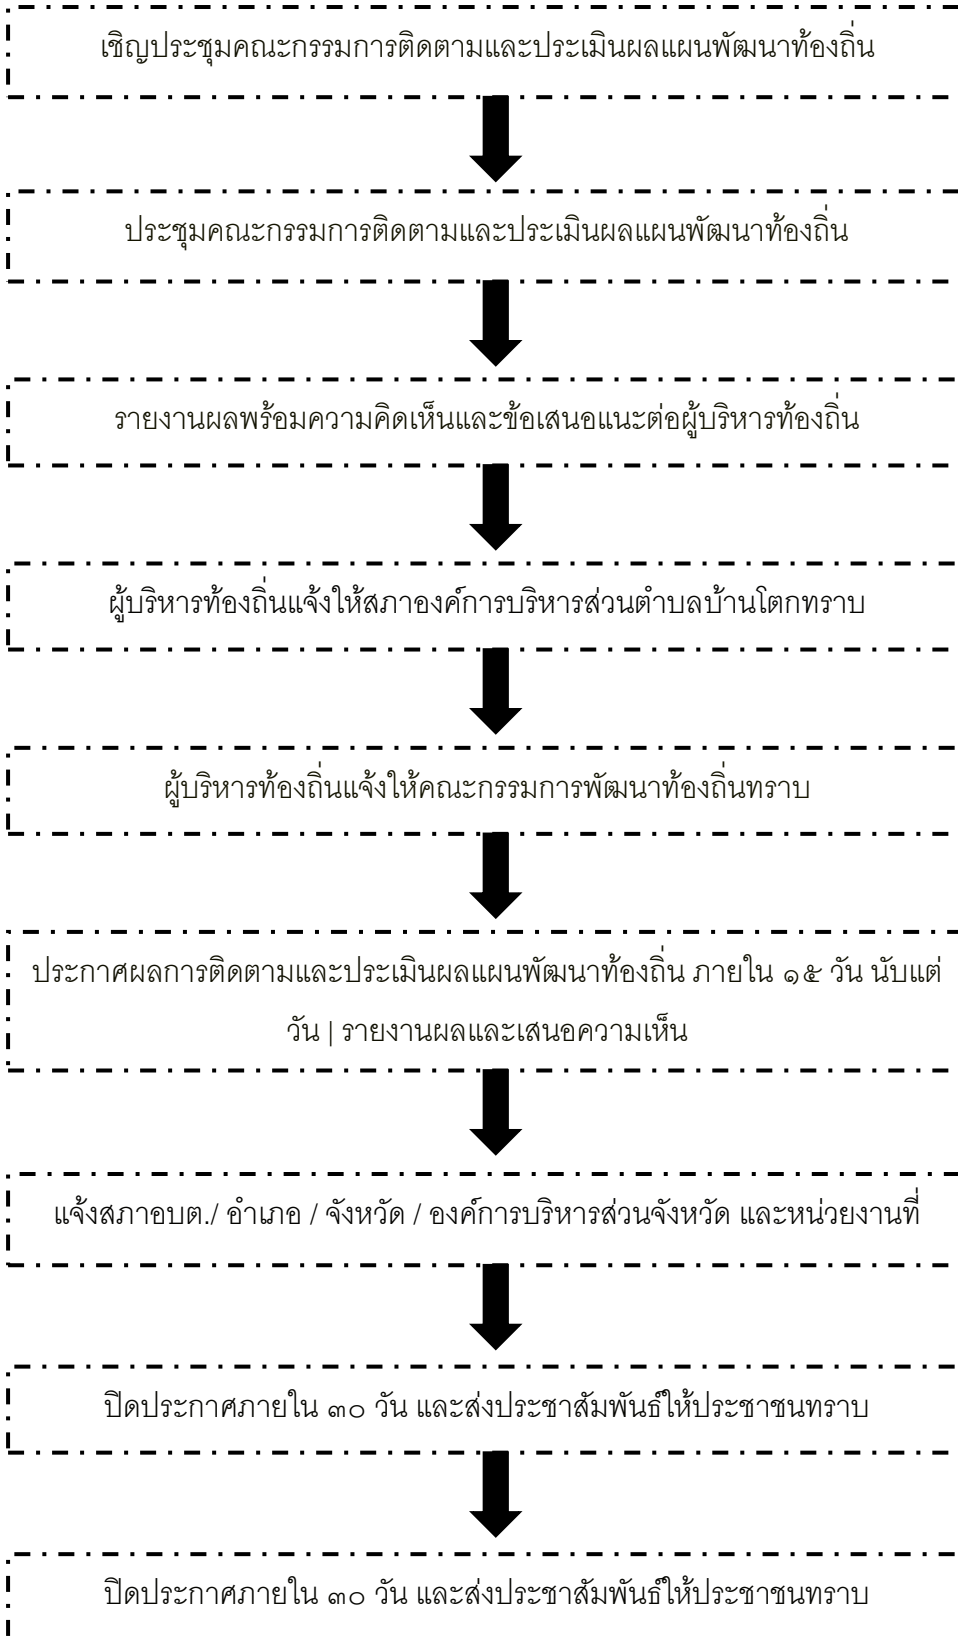 เชิญประชุมคณะกรรมการติดตามและประเมินผลแผนพัฒนาท้องถิ่น
ประชุมคณะกรรมการติดตามและประเมินผลแผนพัฒนาท้องถิ่น
รายงานผลพร้อมความคิดเห็นและข้อเสนอแนะต่อผู้บริหารท้องถิ่น
ผู้บริหารท้องถิ่นแจ้งให้สภาองค์การบริหารส่วนตำบลบ้านโตกทราบ
ผู้บริหารท้องถิ่นแจ้งให้คณะกรรมการพัฒนาท้องถิ่นทราบ
ประกาศผลการติดตามและประเมินผลแผนพัฒนาท้องถิ่น ภายใน ๑๕ วัน นับแต่
วัน | รายงานผลและเสนอความเห็น
แจ้งสภาอบต./ อำเภอ / จังหวัด / องค์การบริหารส่วนจังหวัด และหน่วยงานที่
ปิดประกาศภายใน ๓๐ วัน และส่งประชาสัมพันธ์ให้ประชาชนทราบ
ปิดประกาศภายใน ๓๐ วัน และส่งประชาสัมพันธ์ให้ประชาชนทราบ